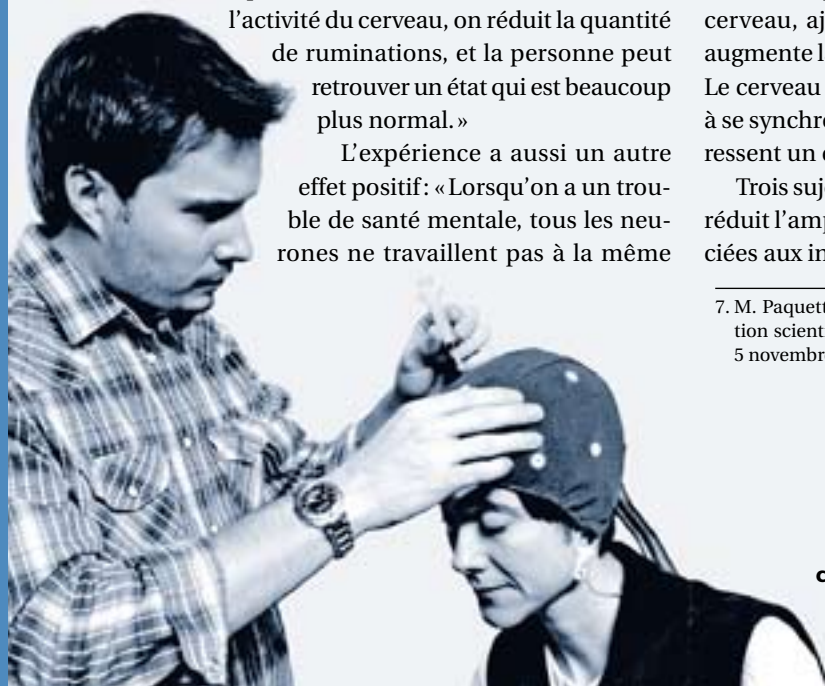 l’activité du cerveau, on réduit la quantité
de ruminations, et la personne peut
retrouver un état qui est beaucoup
plus normal. »
L’expérience a aussi un autre
effet positif : « Lorsqu’on a un trou-
ble de santé mentale, tous les neu-
rones ne travaillent pas à la même
cerveau,
augmente
Le cerveau
à se synchro
ressent un
Trois suj
réduit l’amp
ciées aux in
7. M. Paquett
tion scient
5 novembr